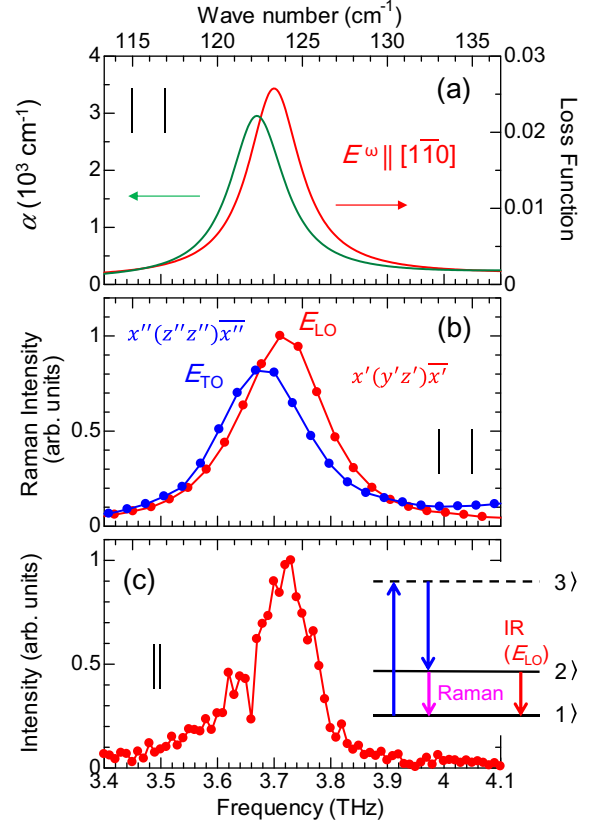 Wave number (cm⁻¹)
115 120 125 130 135
4 0.03
(a)
3
0.02
E^ω || [11̅0]
2
0.01
1
0 0
α (10³ cm⁻¹)
Loss Function
x''(z''z'')x̅''̅
E_LO
(b)
1
E_TO
x'(y'z')x̅'̅
0.5
0
Raman Intensity
(arb. units)
(c)
1
3⟩
IR
(E_LO)
0.5
2⟩
Raman
1⟩
0
Intensity (arb. units)
3.4 3.5 3.6 3.7 3.8 3.9 4 4.1
Frequency (THz)